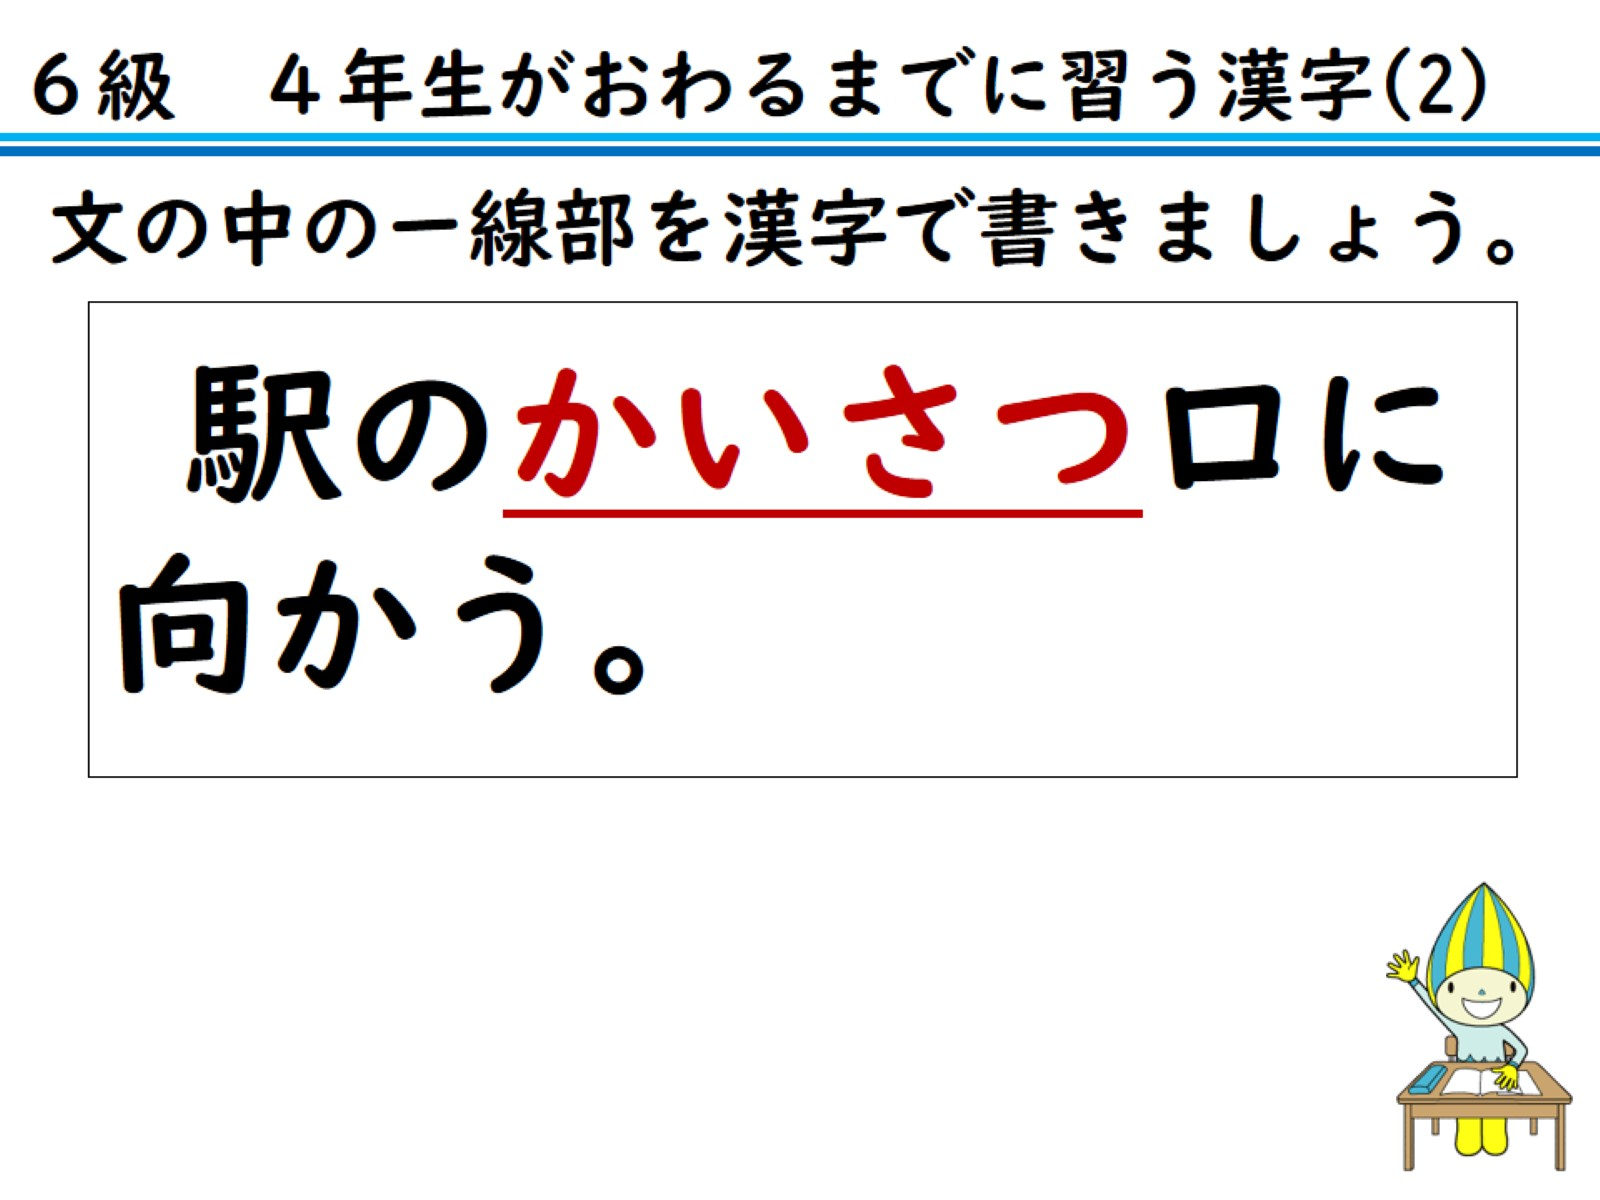 ６級　４年生がおわるまでに習う漢字(2)
文の中の一線部を漢字で書きましょう。
駅のかいさつ口に
向かう。